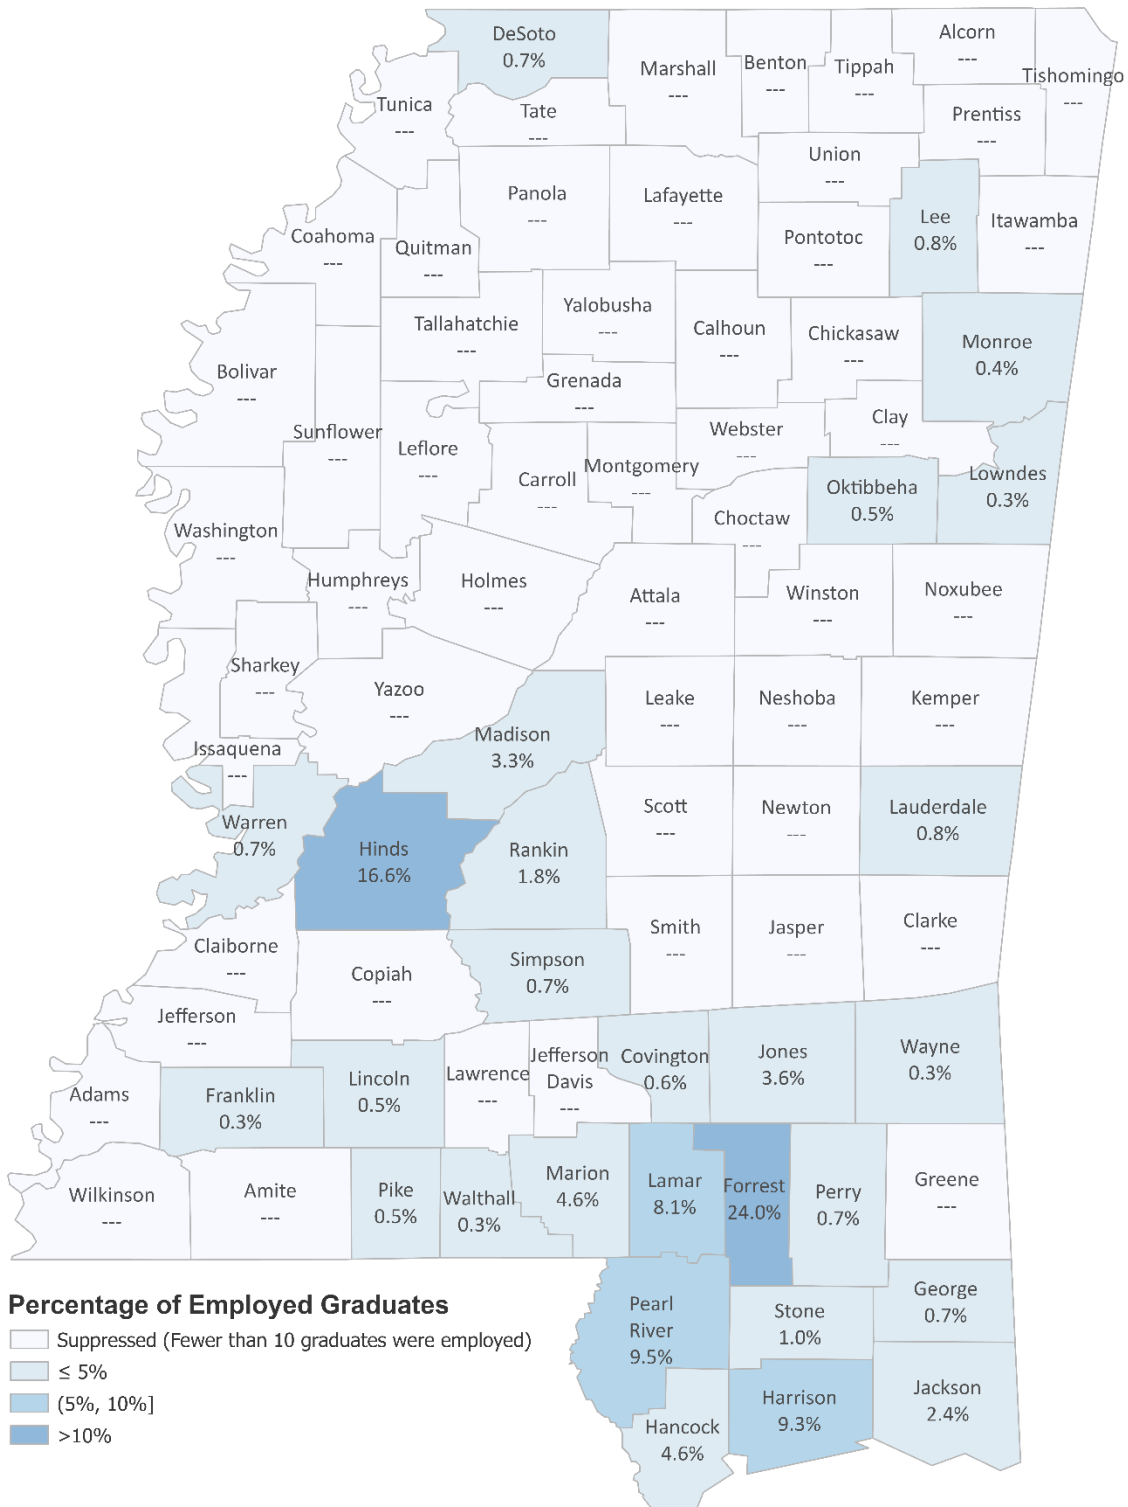 DeSoto
0.7%
Marshall
---
Benton
---
Tippah
---
Alcorn
---
Tishomingo
---
Tunica
---
Tate
---
Prentiss
---
Union
---
Panola
---
Lafayette
---
Lee
0.8%
Itawamba
---
Coahoma
---
Quitman
---
Pontotoc
---
Tallahatchie
---
Yalobusha
---
Calhoun
---
Chickasaw
---
Monroe
0.4%
Bolivar
---
Grenada
---
Sunflower
---
Leflore
---
Carroll
---
Montgomery
---
Webster
---
Clay
---
Oktibbeha
0.5%
Lowndes
0.3%
Choctaw
---
Washington
---
Humphreys
---
Holmes
---
Attala
---
Winston
---
Noxubee
---
Sharkey
---
Yazoo
---
Leake
---
Neshoba
---
Kemper
---
Issaquena
---
Madison
3.3%
Warren
0.7%
Hinds
16.6%
Rankin
1.8%
Scott
---
Newton
---
Lauderdale
0.8%
Claiborne
---
Copiah
---
Simpson
0.7%
Smith
---
Jasper
---
Clarke
---
Jefferson
---
Adams
---
Franklin
0.3%
Lincoln
0.5%
Lawrence
---
Jefferson
Davis
---
Covington
0.6%
Jones
3.6%
Wayne
0.3%
Wilkinson
---
Amite
---
Pike
0.5%
Walthall
0.3%
Marion
4.6%
Lamar
8.1%
Forrest
24.0%
Perry
0.7%
Greene
---
Pearl
River
9.5%
Stone
1.0%
George
0.7%
Hancock
4.6%
Harrison
9.3%
Jackson
2.4%
Percentage of Employed Graduates
Suppressed (Fewer than 10 graduates were employed)
≤ 5%
(5%, 10%]
>10%